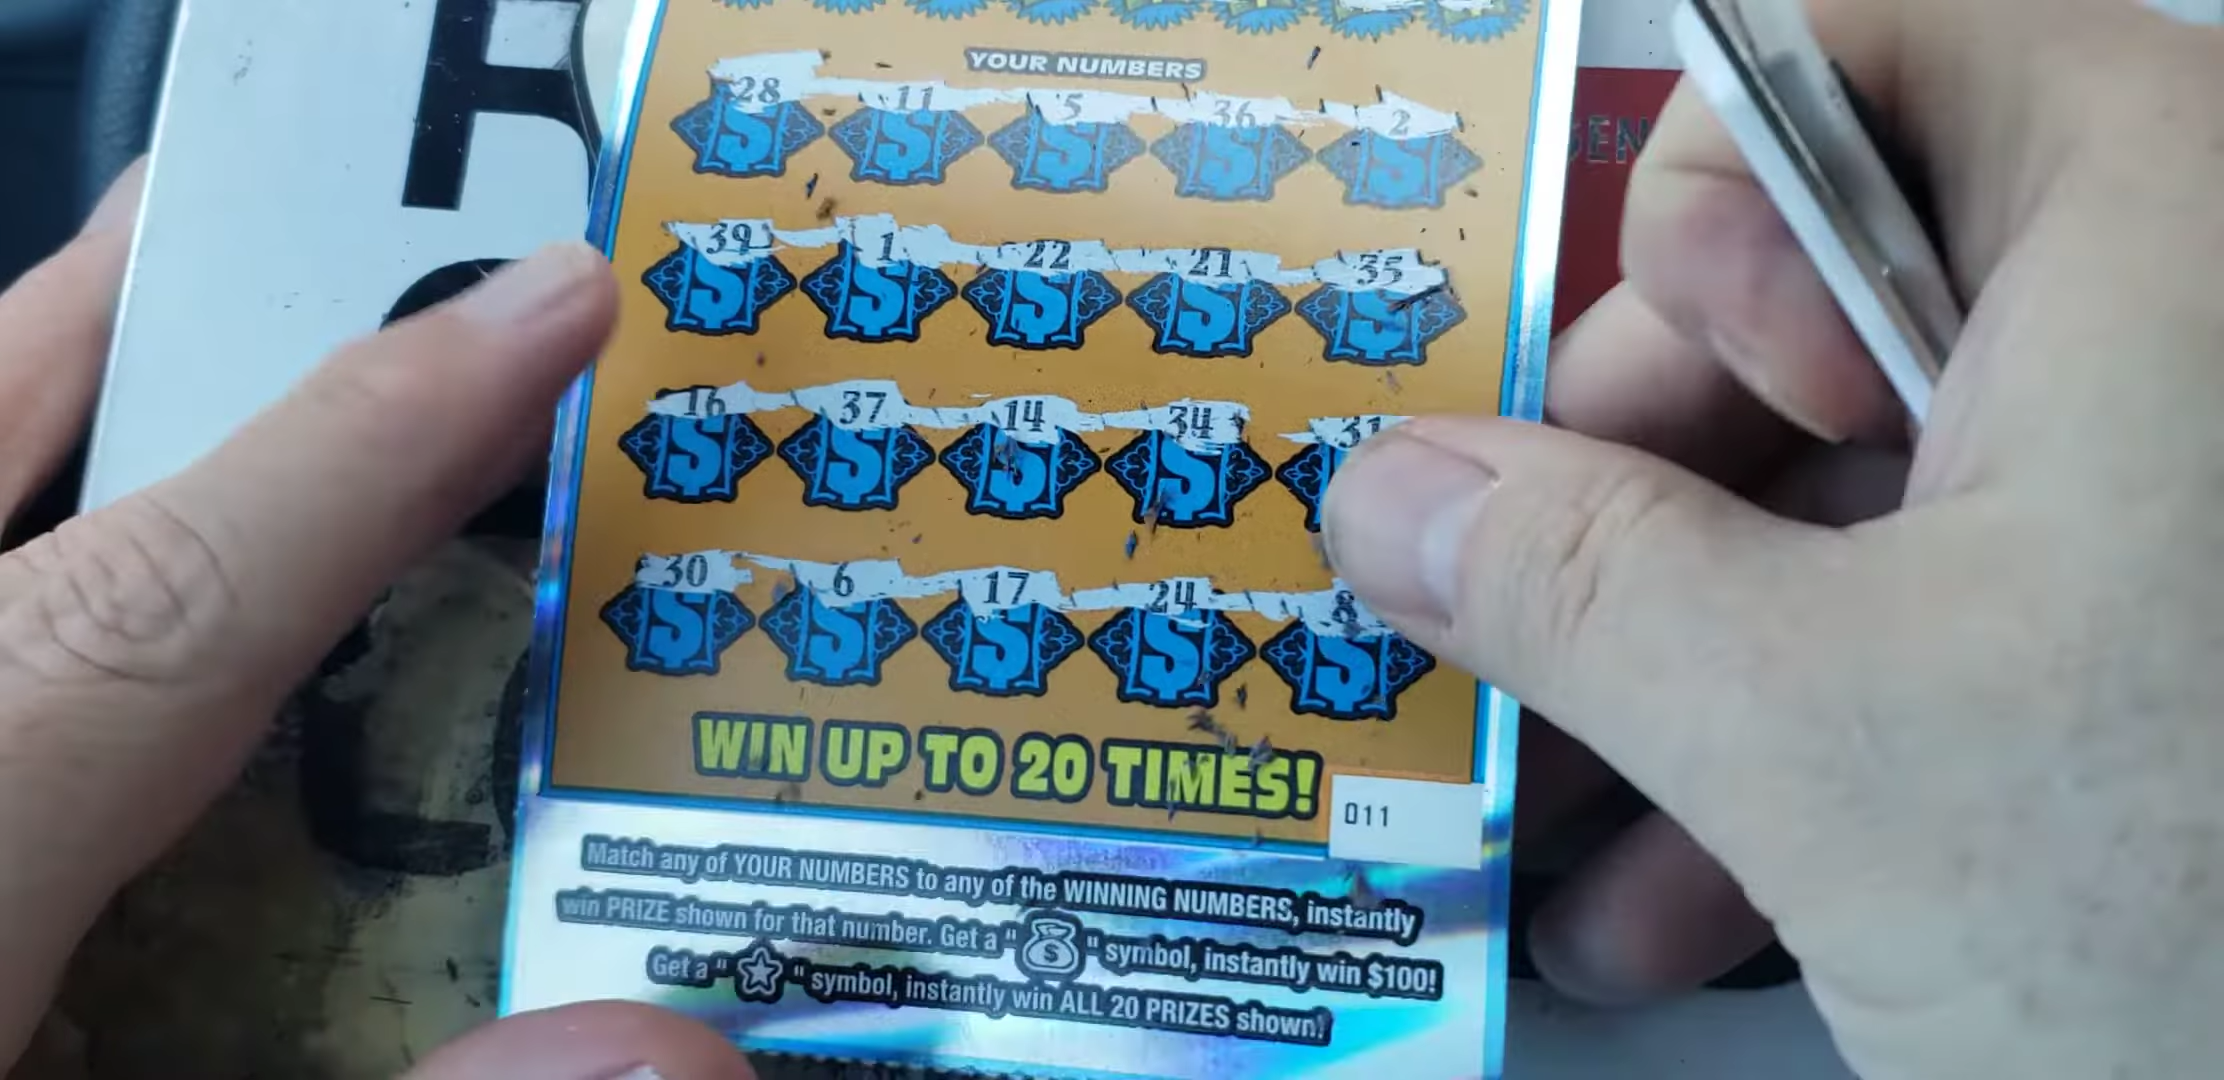 YOUR NUMBERS
28 11 5 36 2
39 1 22 21 35
16 37 14 34 31
30 6 17 24 8
WIN UP TO 20 TIMES!
011
Match any of YOUR NUMBERS to any of the WINNING NUMBERS, instantly
win PRIZE shown for that number. Get a " $ " symbol, instantly win $100!
Get a " " symbol, instantly win ALL 20 PRIZES shown!